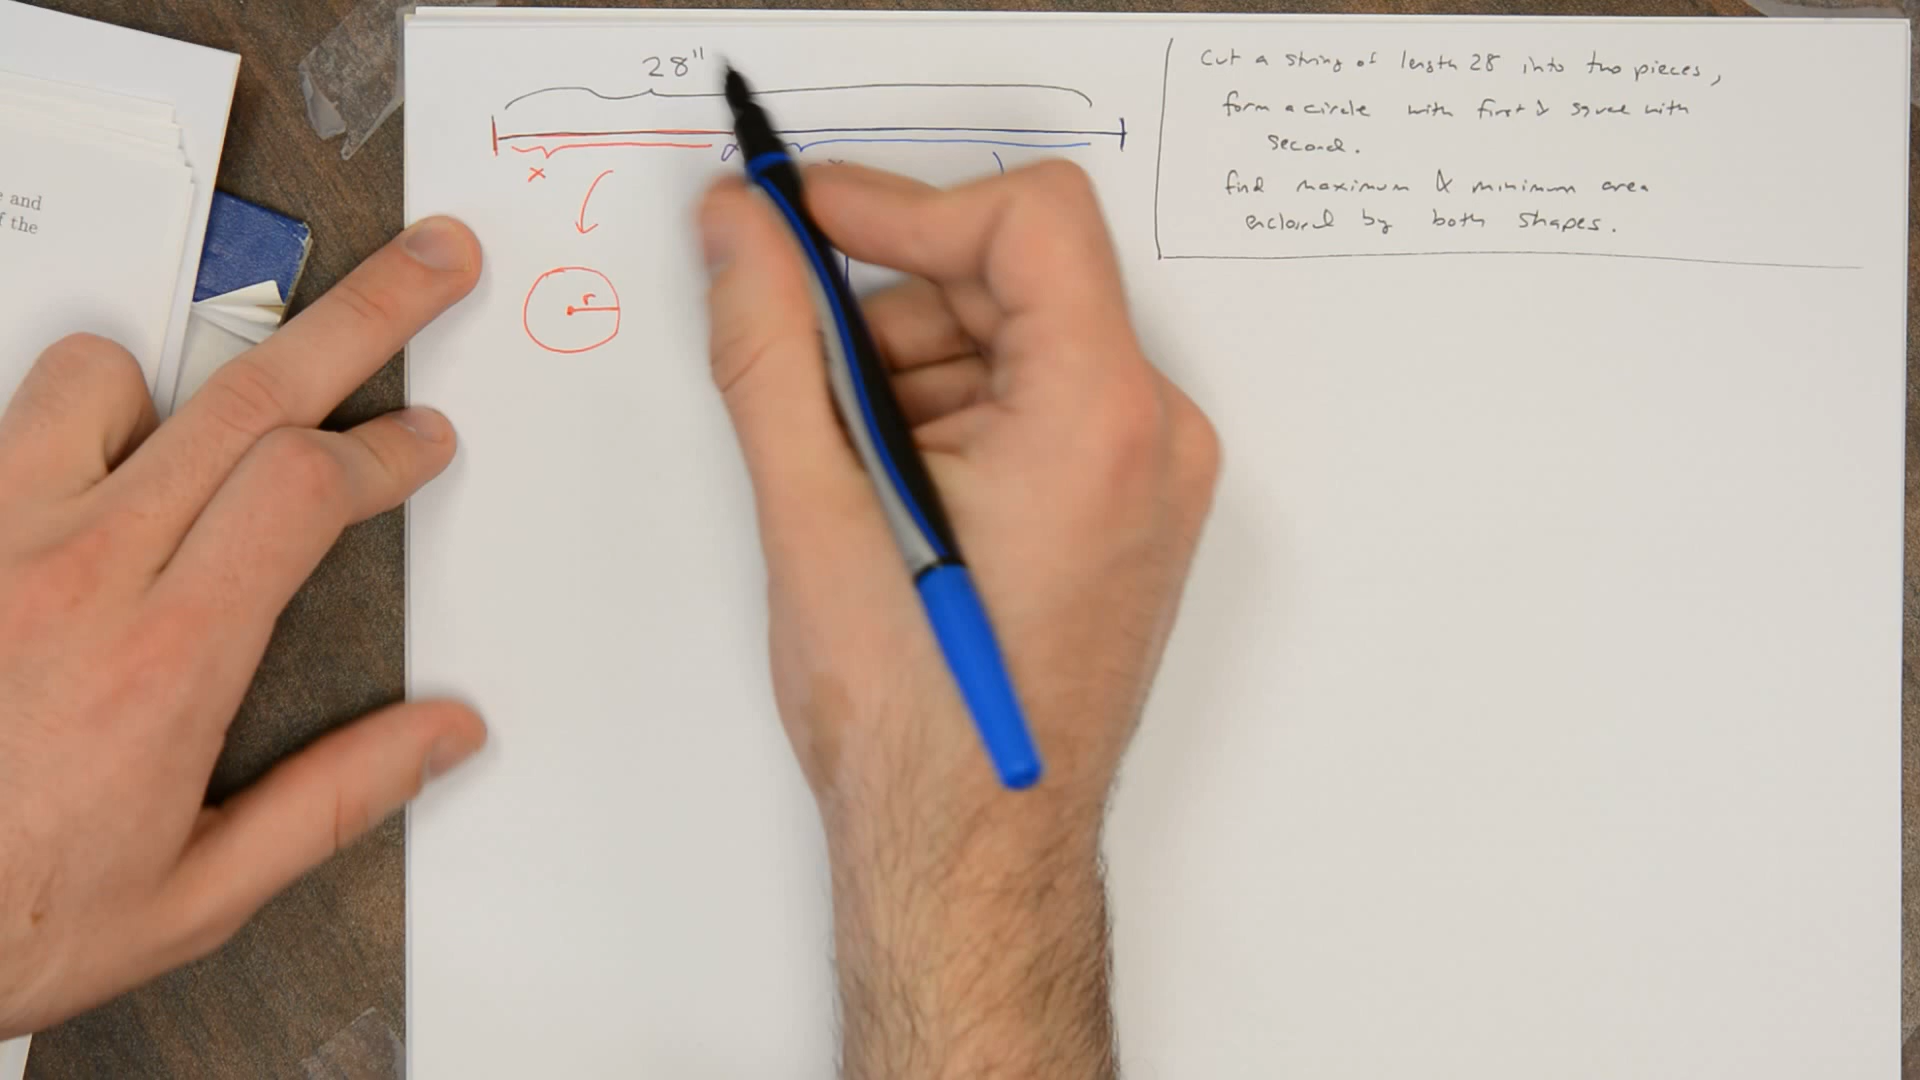 28"
Cut a string of length 28 into two pieces,
form a circle with first & square with
second.
find maximum & minimum area
enclosed by both shapes.
x
r
and
f the